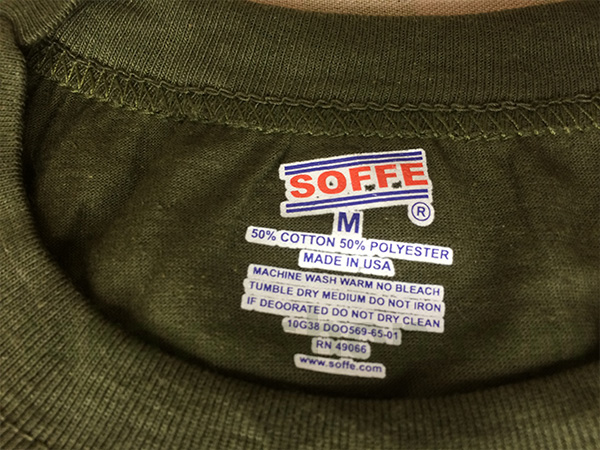 SOFFE
M ®
50% COTTON 50% POLYESTER
MADE IN USA
MACHINE WASH WARM NO BLEACH
TUMBLE DRY MEDIUM DO NOT IRON
IF DEOORATED DO NOT DRY CLEAN
10G38 DOO569-65-01
RN 49066
www.soffe.com